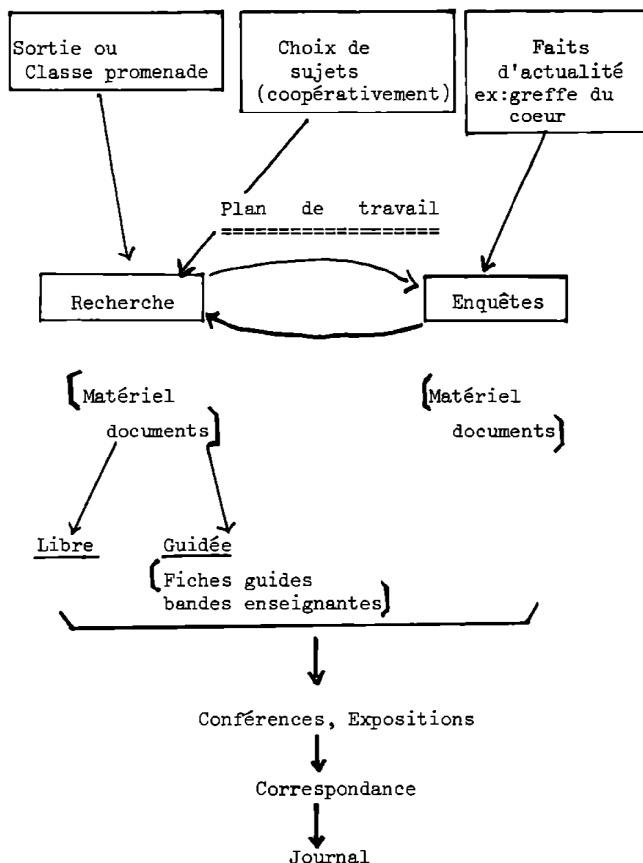 Sortie ou
Classe promenade
Choix de
sujets
(coopérativement)
Faits
d'actualité
ex:greffe du
coeur
Plan de travail
Recherche
Enquêtes
(Matériel
documents)
(Matériel
documents)
Libre
Guidée
(Fiches guides
bandes enseignantes)
Conférences, Expositions
Correspondance
Journal